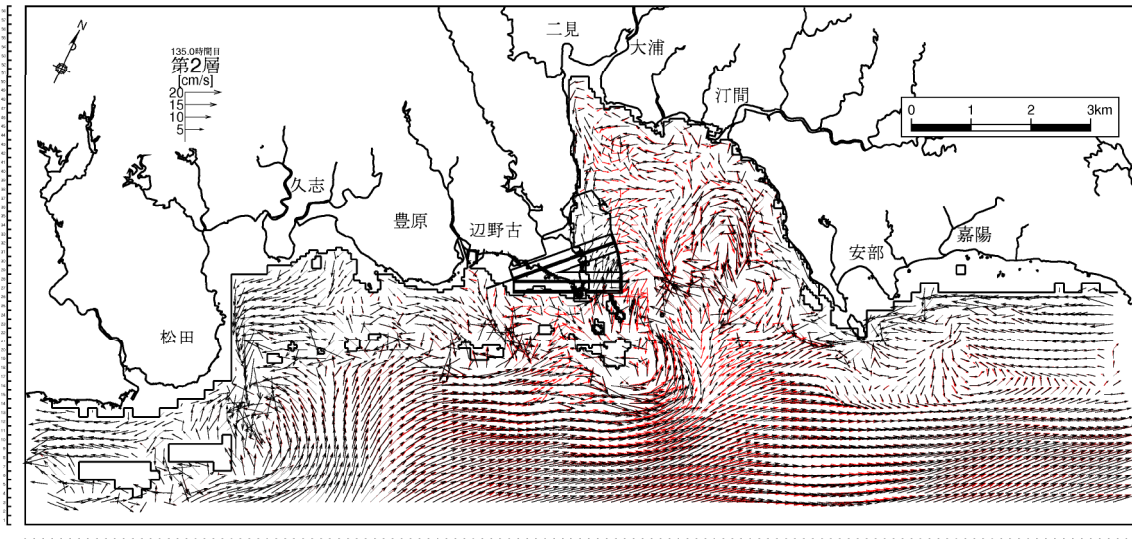 N
135.0時間目
第2層
[cm/s]
20
15
10
5
二見
大浦
汀間
0 1 2 3km
久志
豊原
辺野古
安部
嘉陽
松田